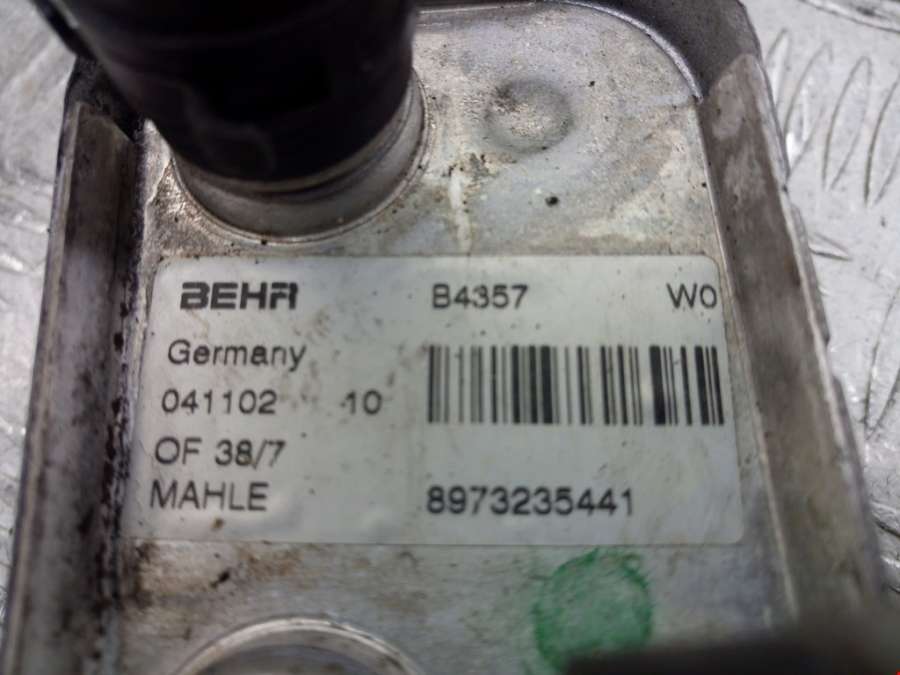 BEHR B4357 W0
Germany
041102 10
OF 38/7
MAHLE 8973235441